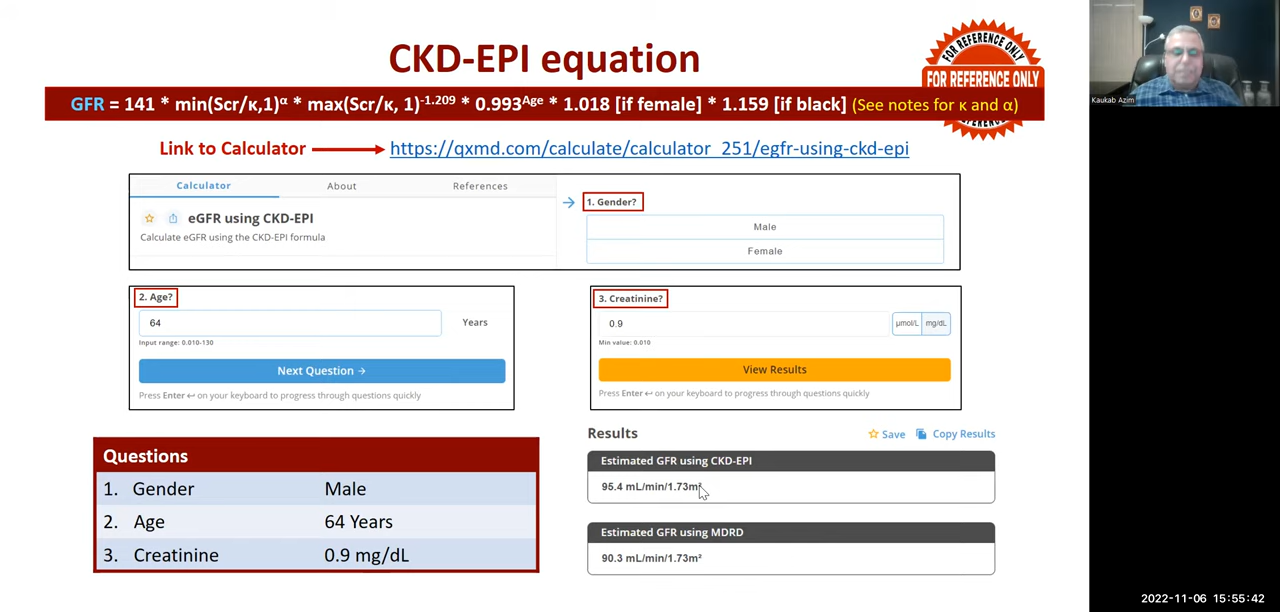 CKD-EPI equation
FOR REFERENCE ONLY
FOR REFERENCE ONLY
GFR = 141 * min(Scr/κ,1)^α * max(Scr/κ, 1)^-1.209 * 0.993^Age * 1.018 [if female] * 1.159 [if black] (See notes for κ and α)
Link to Calculator
https://qxmd.com/calculate/calculator_251/egfr-using-ckd-epi
Calculator About References
eGFR using CKD-EPI
Calculate eGFR using the CKD-EPI formula
→ 1. Gender?
Male
Female
2. Age?
64 Years
Input range: 0.010-130
Next Question →
Press Enter ↩ on your keyboard to progress through questions quickly
3. Creatinine?
0.9 µmol/L mg/dL
Min value: 0.010
View Results
Press Enter ↩ on your keyboard to progress through questions quickly
Questions
1. Gender Male
2. Age 64 Years
3. Creatinine 0.9 mg/dL
Results Save Copy Results
Estimated GFR using CKD-EPI
95.4 mL/min/1.73m²
Estimated GFR using MDRD
90.3 mL/min/1.73m²
Kaukab Azim
2022-11-06 15:55:42